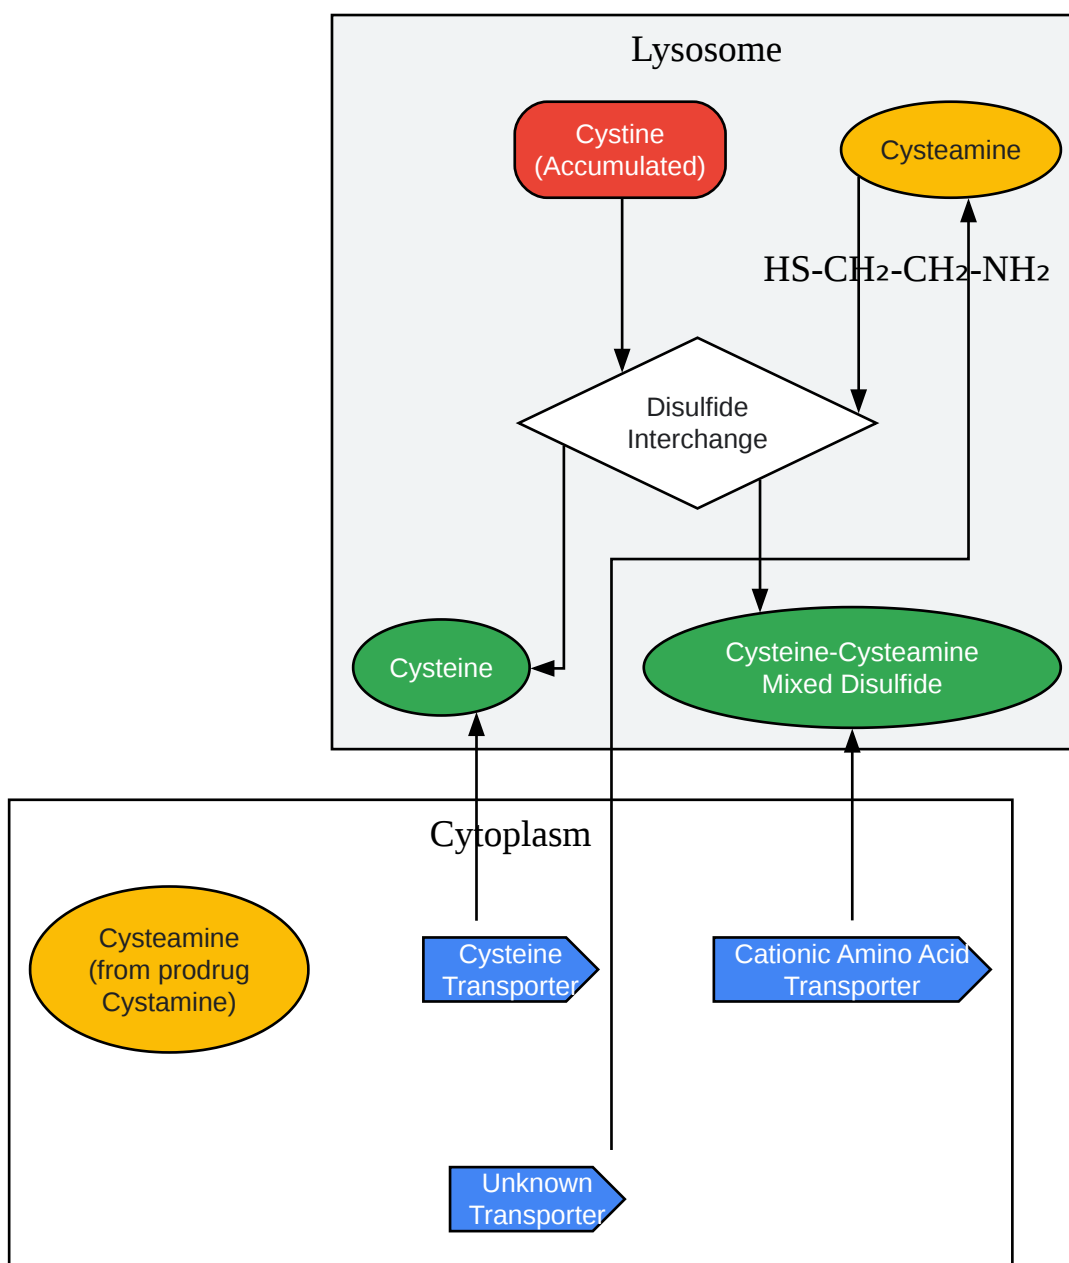 Lysosome
Cystine
(Accumulated)
Cysteamine
HS-CH₂-CH₂-NH₂
Disulfide
Interchange
Cysteine
Cysteine-Cysteamine
Mixed Disulfide
Cytoplasm
Cysteamine
(from prodrug
Cystamine)
Cysteine
Transporter
Cationic Amino Acid
Transporter
Unknown
Transporter